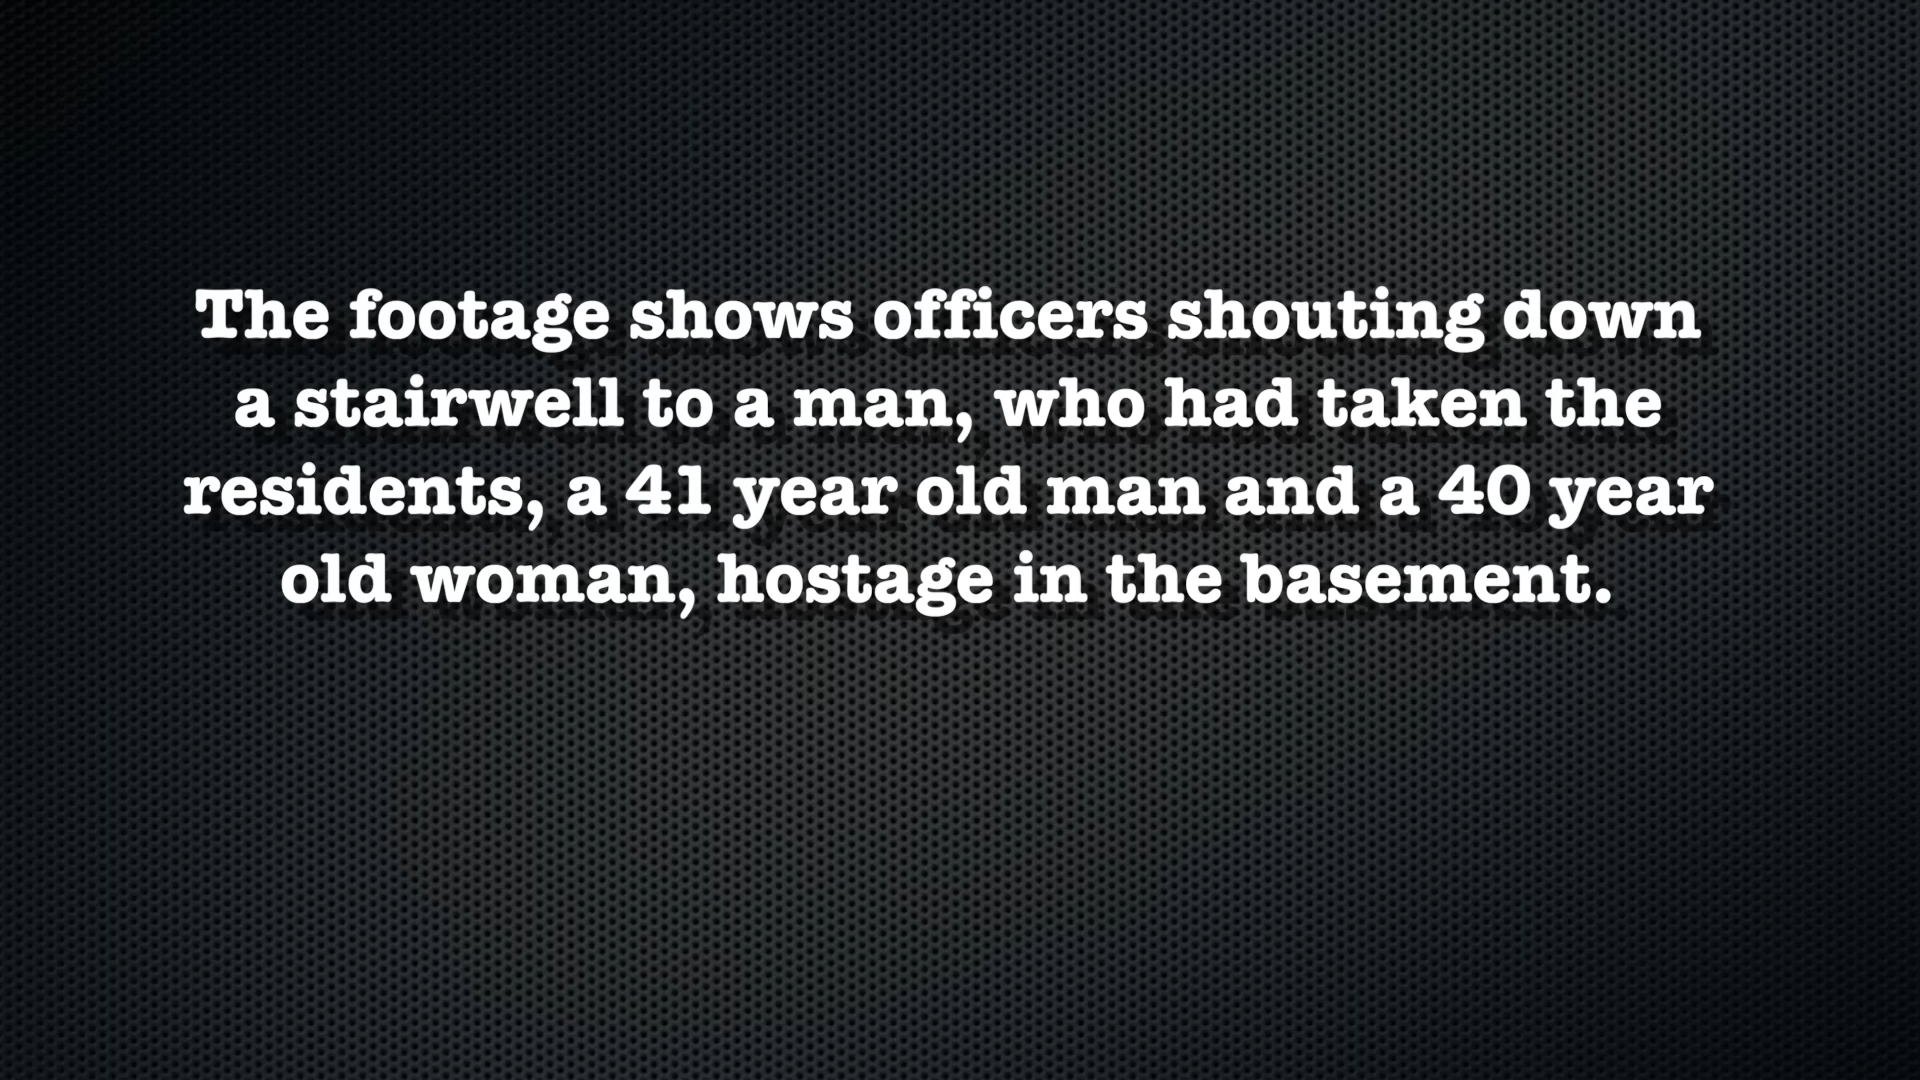 The footage shows officers shouting down
a stairwell to a man, who had taken the
residents, a 41 year old man and a 40 year
old woman, hostage in the basement.